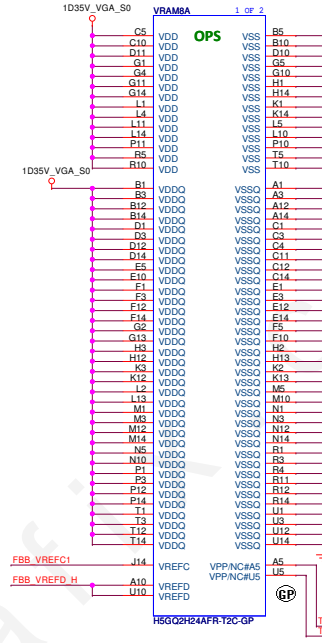 1D35V_VGA_S0 VRAM8A 1 OF 2
OPS
C5 VDD VSS B5
C10 VDD VSS B10
D11 VDD VSS D10
G1 VDD VSS G5
G4 VDD VSS G10
G11 VDD VSS H1
G14 VDD VSS H14
L1 VDD VSS K1
L4 VDD VSS K14
L11 VDD VSS L5
L14 VDD VSS L10
P11 VDD VSS P10
R5 VDD VSS T5
R10 VDD VSS T10
1D35V_VGA_S0
B1 VDDQ VSSQ A1
B3 VDDQ VSSQ A3
B12 VDDQ VSSQ A12
B14 VDDQ VSSQ A14
D1 VDDQ VSSQ C1
D3 VDDQ VSSQ C3
D12 VDDQ VSSQ C4
D14 VDDQ VSSQ C11
E5 VDDQ VSSQ C12
E10 VDDQ VSSQ C14
F1 VDDQ VSSQ E1
F3 VDDQ VSSQ E3
F12 VDDQ VSSQ E12
F14 VDDQ VSSQ E14
G2 VDDQ VSSQ F5
G13 VDDQ VSSQ F10
H3 VDDQ VSSQ H2
H12 VDDQ VSSQ H13
K3 VDDQ VSSQ K2
K12 VDDQ VSSQ K13
L2 VDDQ VSSQ M5
L13 VDDQ VSSQ M10
M1 VDDQ VSSQ N1
M3 VDDQ VSSQ N3
M12 VDDQ VSSQ N12
M14 VDDQ VSSQ N14
N5 VDDQ VSSQ R1
N10 VDDQ VSSQ R3
P1 VDDQ VSSQ R4
P3 VDDQ VSSQ R11
P12 VDDQ VSSQ R12
P14 VDDQ VSSQ R14
T1 VDDQ VSSQ U1
T3 VDDQ VSSQ U3
T12 VDDQ VSSQ U12
T14 VDDQ VSSQ U14
FBB_VREFC1 J14 VREFC VPP/NC#A5 A5
VPP/NC#U5 U5
FBB_VREFD_H A10 VREFD
U10 VREFD GP
H5GQ2H24AFR-T2C-GP